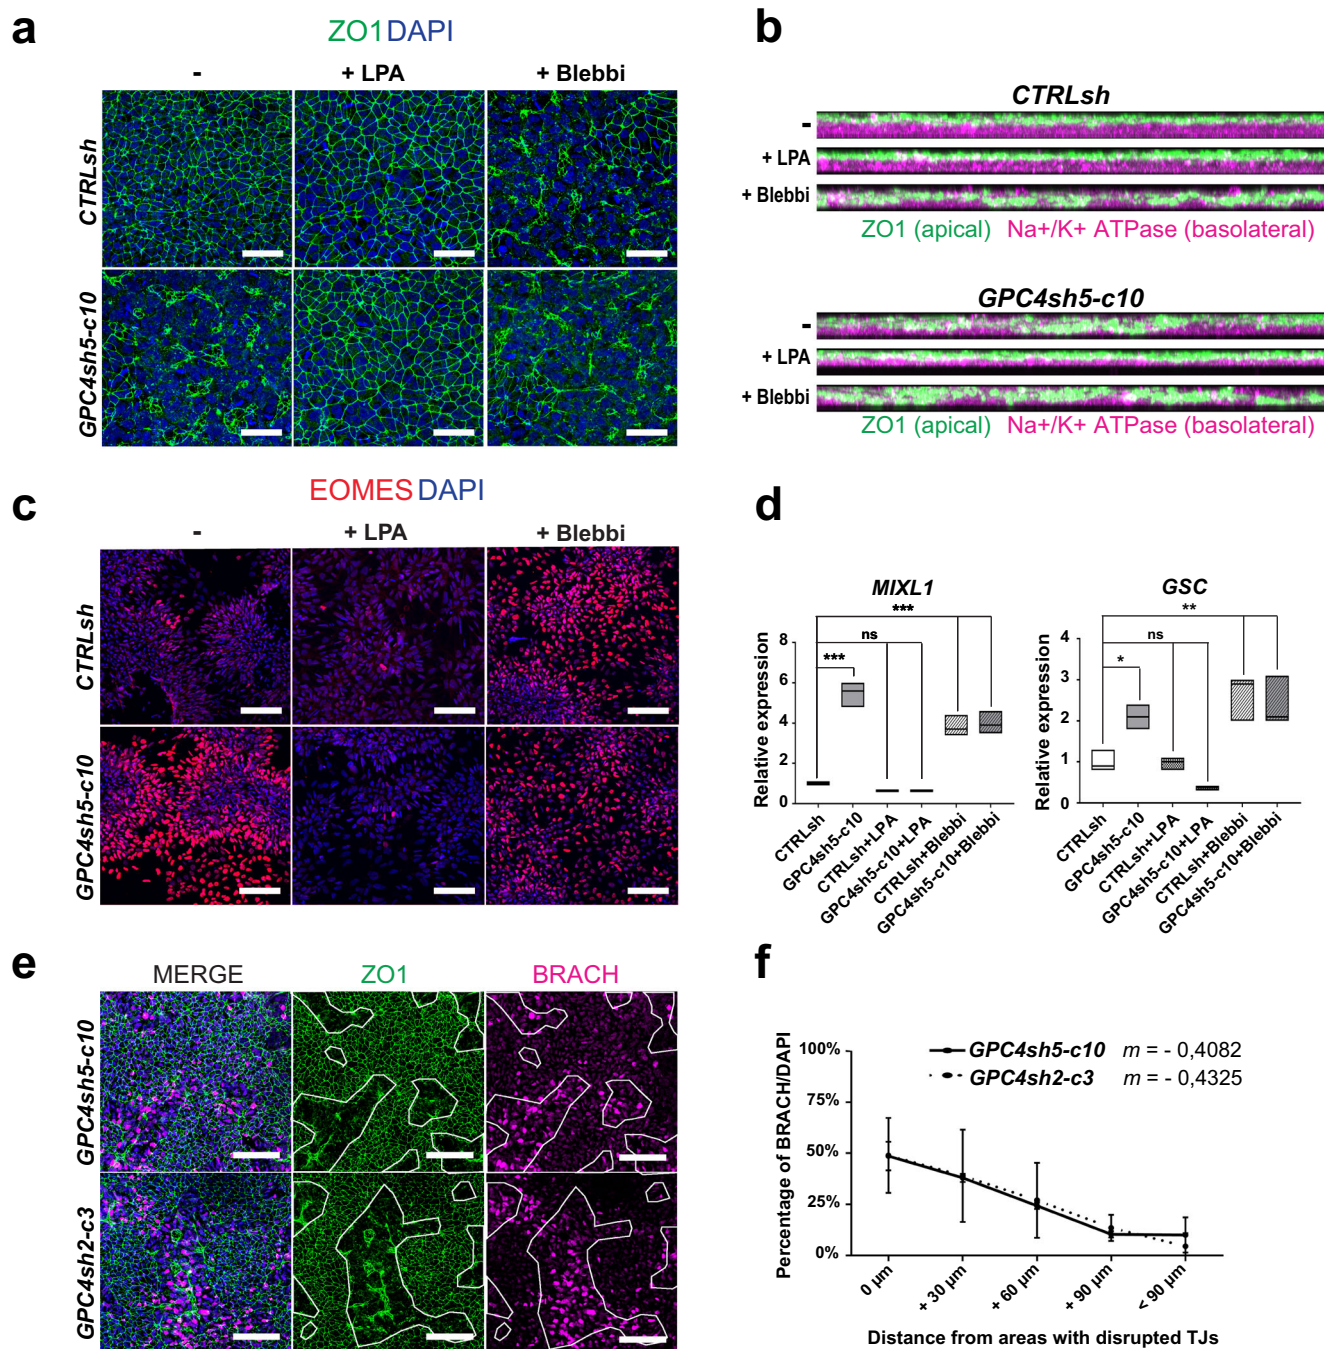 a
ZO1 DAPI
- + LPA + Blebbi
CTRLsh
GPC4sh5-c10
b
CTRLsh
-
+ LPA
+ Blebbi
ZO1 (apical) Na+/K+ ATPase (basolateral)
GPC4sh5-c10
-
+ LPA
+ Blebbi
ZO1 (apical) Na+/K+ ATPase (basolateral)
c
EOMES DAPI
- + LPA + Blebbi
CTRLsh
GPC4sh5-c10
d
MIXL1
***
ns
***
8
6
4
2
0
Relative expression
CTRLsh
GPC4sh5-c10
CTRLsh+LPA
GPC4sh5-c10+LPA
CTRLsh+Blebbi
GPC4sh5-c10+Blebbi
GSC
**
ns
*
4
3
2
1
0
Relative expression
CTRLsh
GPC4sh5-c10
CTRLsh+LPA
GPC4sh5-c10+LPA
CTRLsh+Blebbi
GPC4sh5-c10+Blebbi
e
MERGE ZO1 BRACH
GPC4sh5-c10
GPC4sh2-c3
f
GPC4sh5-c10 m = - 0,4082
GPC4sh2-c3 m = - 0,4325
100%
75%
50%
25%
0%
Percentage of BRACH/DAPI
0 µm
+ 30 µm
+ 60 µm
+ 90 µm
< 90 µm
Distance from areas with disrupted TJs